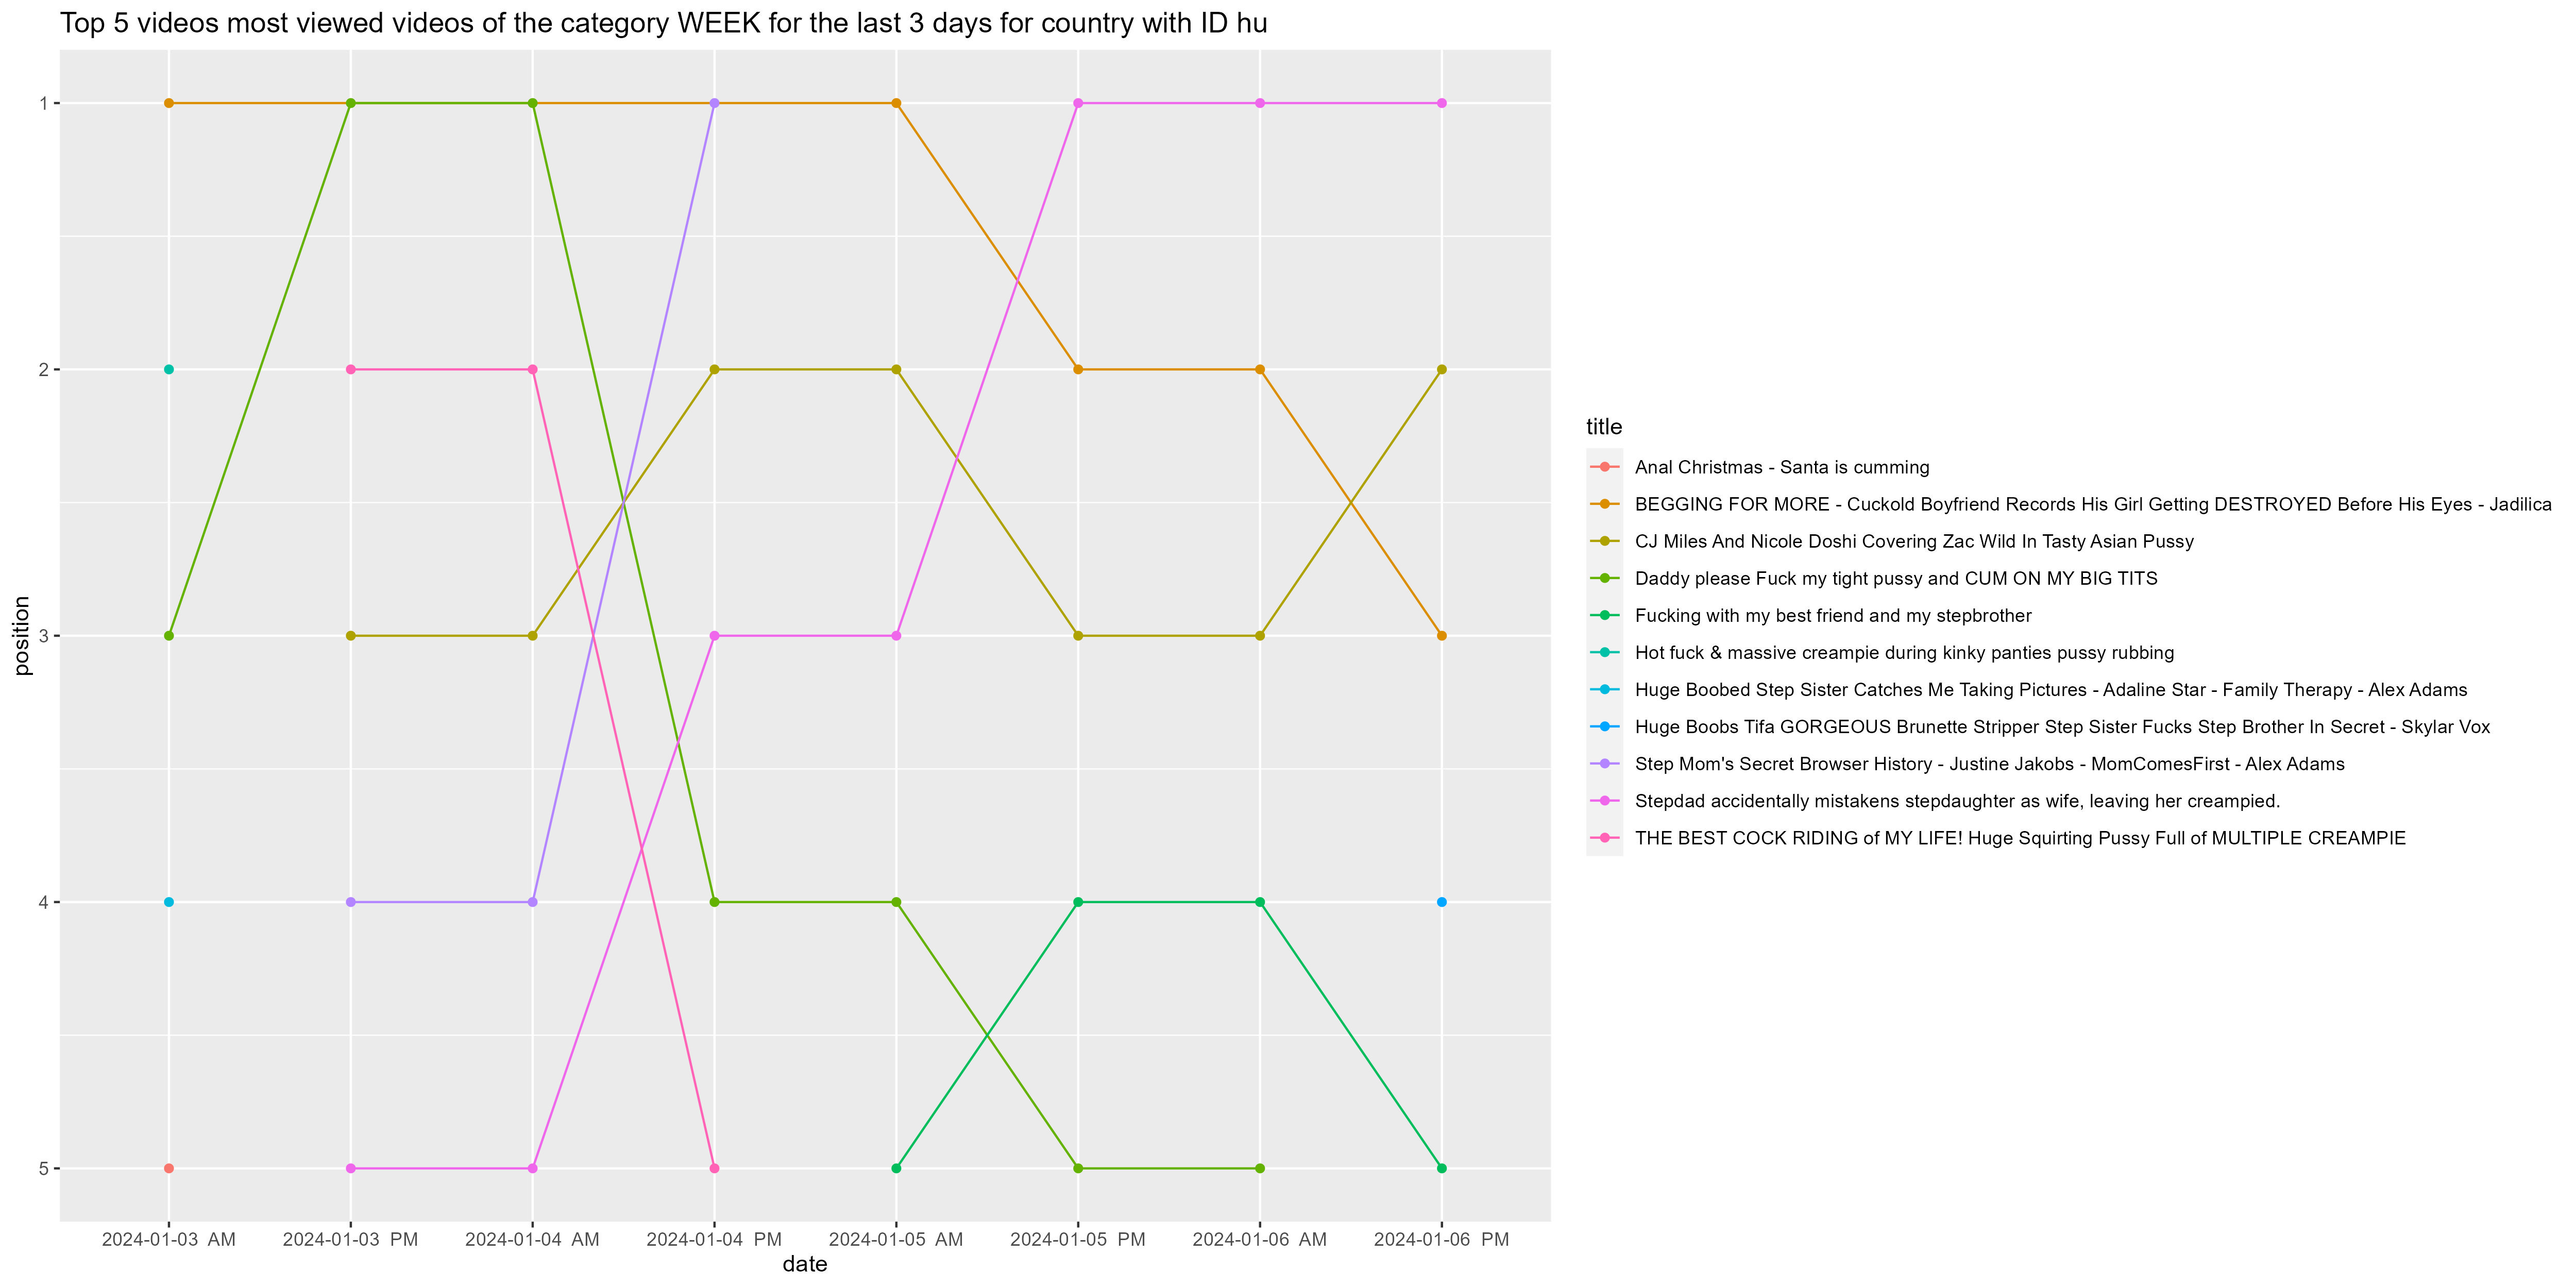 Top 5 videos most viewed videos of the category WEEK for the last 3 days for country with ID hu
position
1
2
3
4
5
2024-01-03 AM
2024-01-03 PM
2024-01-04 AM
2024-01-04 PM
2024-01-05 AM
2024-01-05 PM
2024-01-06 AM
2024-01-06 PM
date
title
Anal Christmas - Santa is cumming
BEGGING FOR MORE - Cuckold Boyfriend Records His Girl Getting DESTROYED Before His Eyes - Jadilica
CJ Miles And Nicole Doshi Covering Zac Wild In Tasty Asian Pussy
Daddy please Fuck my tight pussy and CUM ON MY BIG TITS
Fucking with my best friend and my stepbrother
Hot fuck & massive creampie during kinky panties pussy rubbing
Huge Boobed Step Sister Catches Me Taking Pictures - Adaline Star - Family Therapy - Alex Adams
Huge Boobs Tifa GORGEOUS Brunette Stripper Step Sister Fucks Step Brother In Secret - Skylar Vox
Step Mom's Secret Browser History - Justine Jakobs - MomComesFirst - Alex Adams
Stepdad accidentally mistakens stepdaughter as wife, leaving her creampied.
THE BEST COCK RIDING of MY LIFE! Huge Squirting Pussy Full of MULTIPLE CREAMPIE